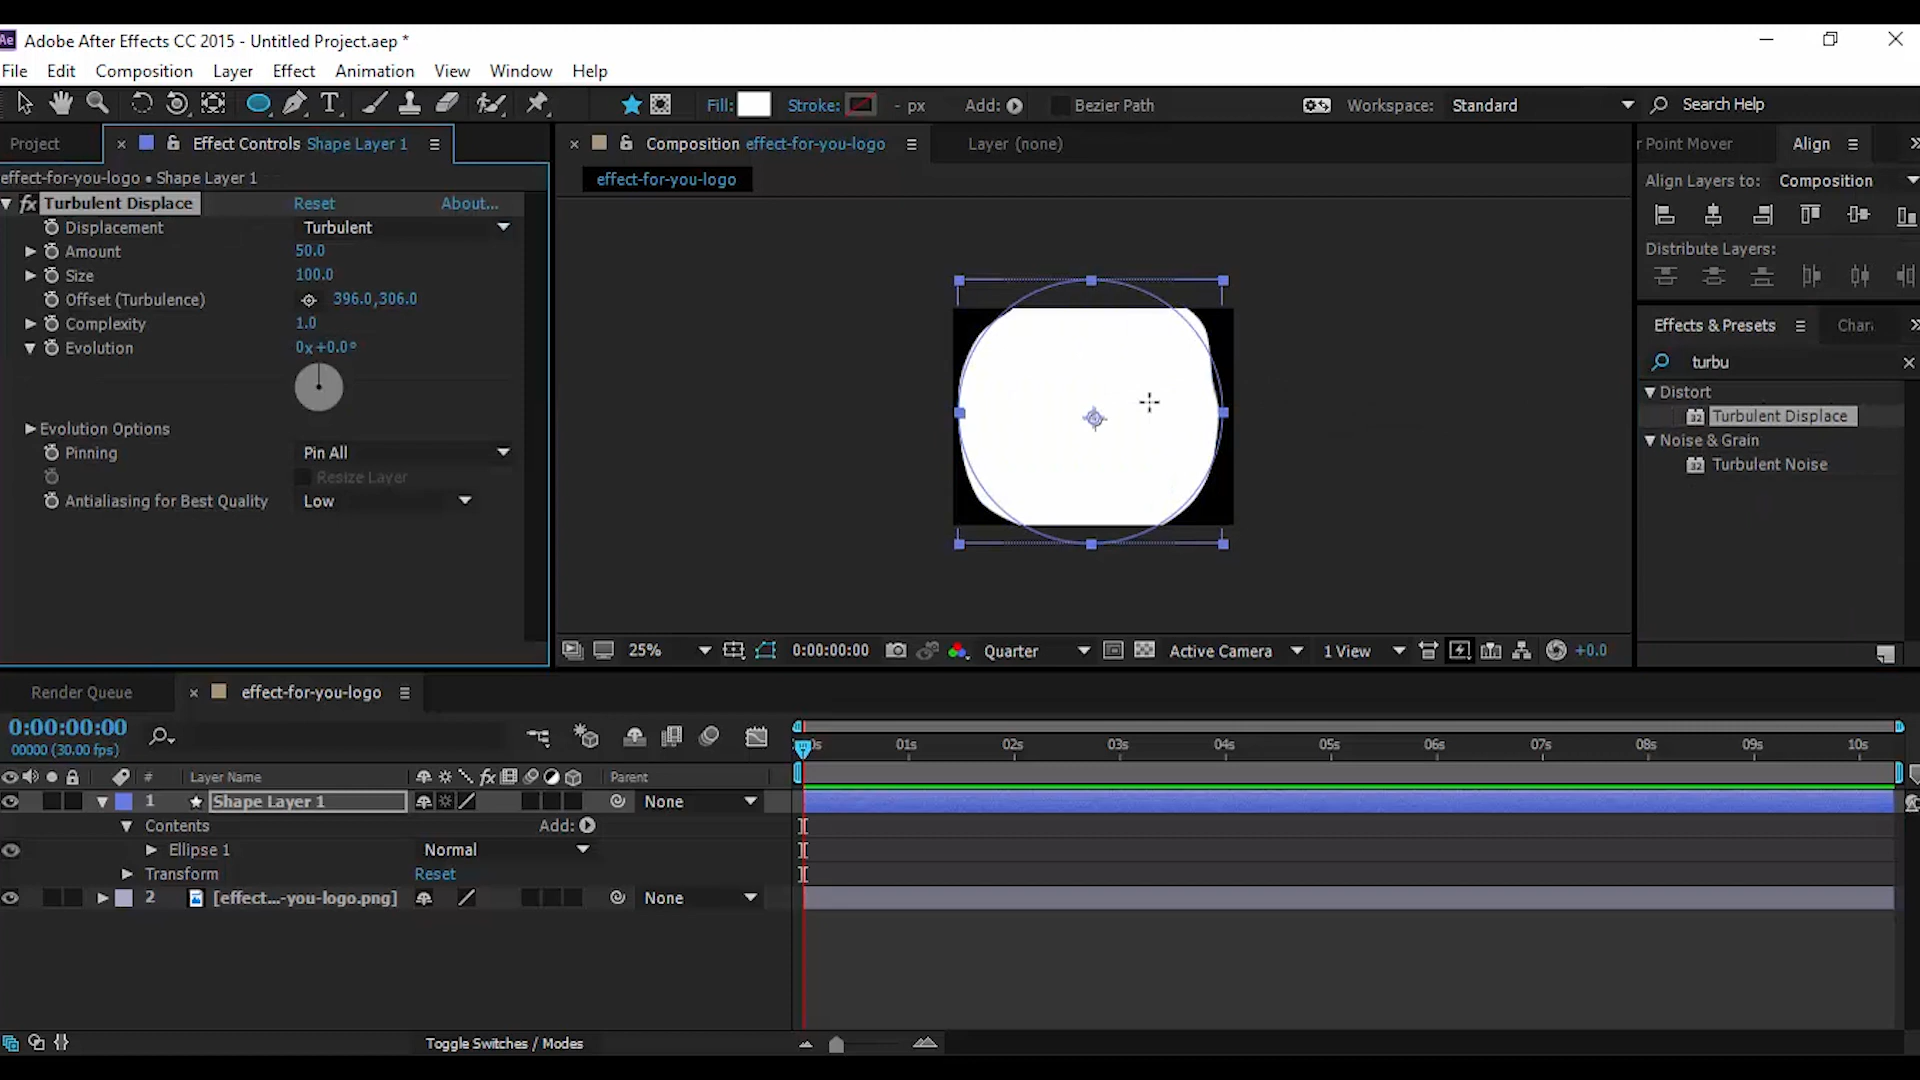 Ae Adobe After Effects CC 2015 - Untitled Project.aep *
File Edit Composition Layer Effect Animation View Window Help
T Fill: Stroke: - px Add: Bezier Path Workspace: Standard Search Help
Project Effect Controls Shape Layer 1 Composition effect-for-you-logo Layer (none) r Point Mover Align
effect-for-you-logo • Shape Layer 1
effect-for-you-logo
Align Layers to: Composition
Distribute Layers:
fx Turbulent Displace Reset About...
Displacement Turbulent
Amount 50.0
Size 100.0
Offset (Turbulence) 396.0,306.0
Complexity 1.0
Evolution 0x+0.0°
Evolution Options
Pinning Pin All
Resize Layer
Antialiasing for Best Quality Low
Effects & Presets Char
turbu
Distort
32 Turbulent Displace
Noise & Grain
32 Turbulent Noise
25% 0:00:00:00 Quarter Active Camera 1 View +0.0
Render Queue effect-for-you-logo
0:00:00:00
00000 (30.00 fps)
0s 01s 02s 03s 04s 05s 06s 07s 08s 09s 10s
# Layer Name fx Parent
1 Shape Layer 1 None
Contents Add:
Ellipse 1 Normal
Transform Reset
2 [effect...-you-logo.png] None
Toggle Switches / Modes